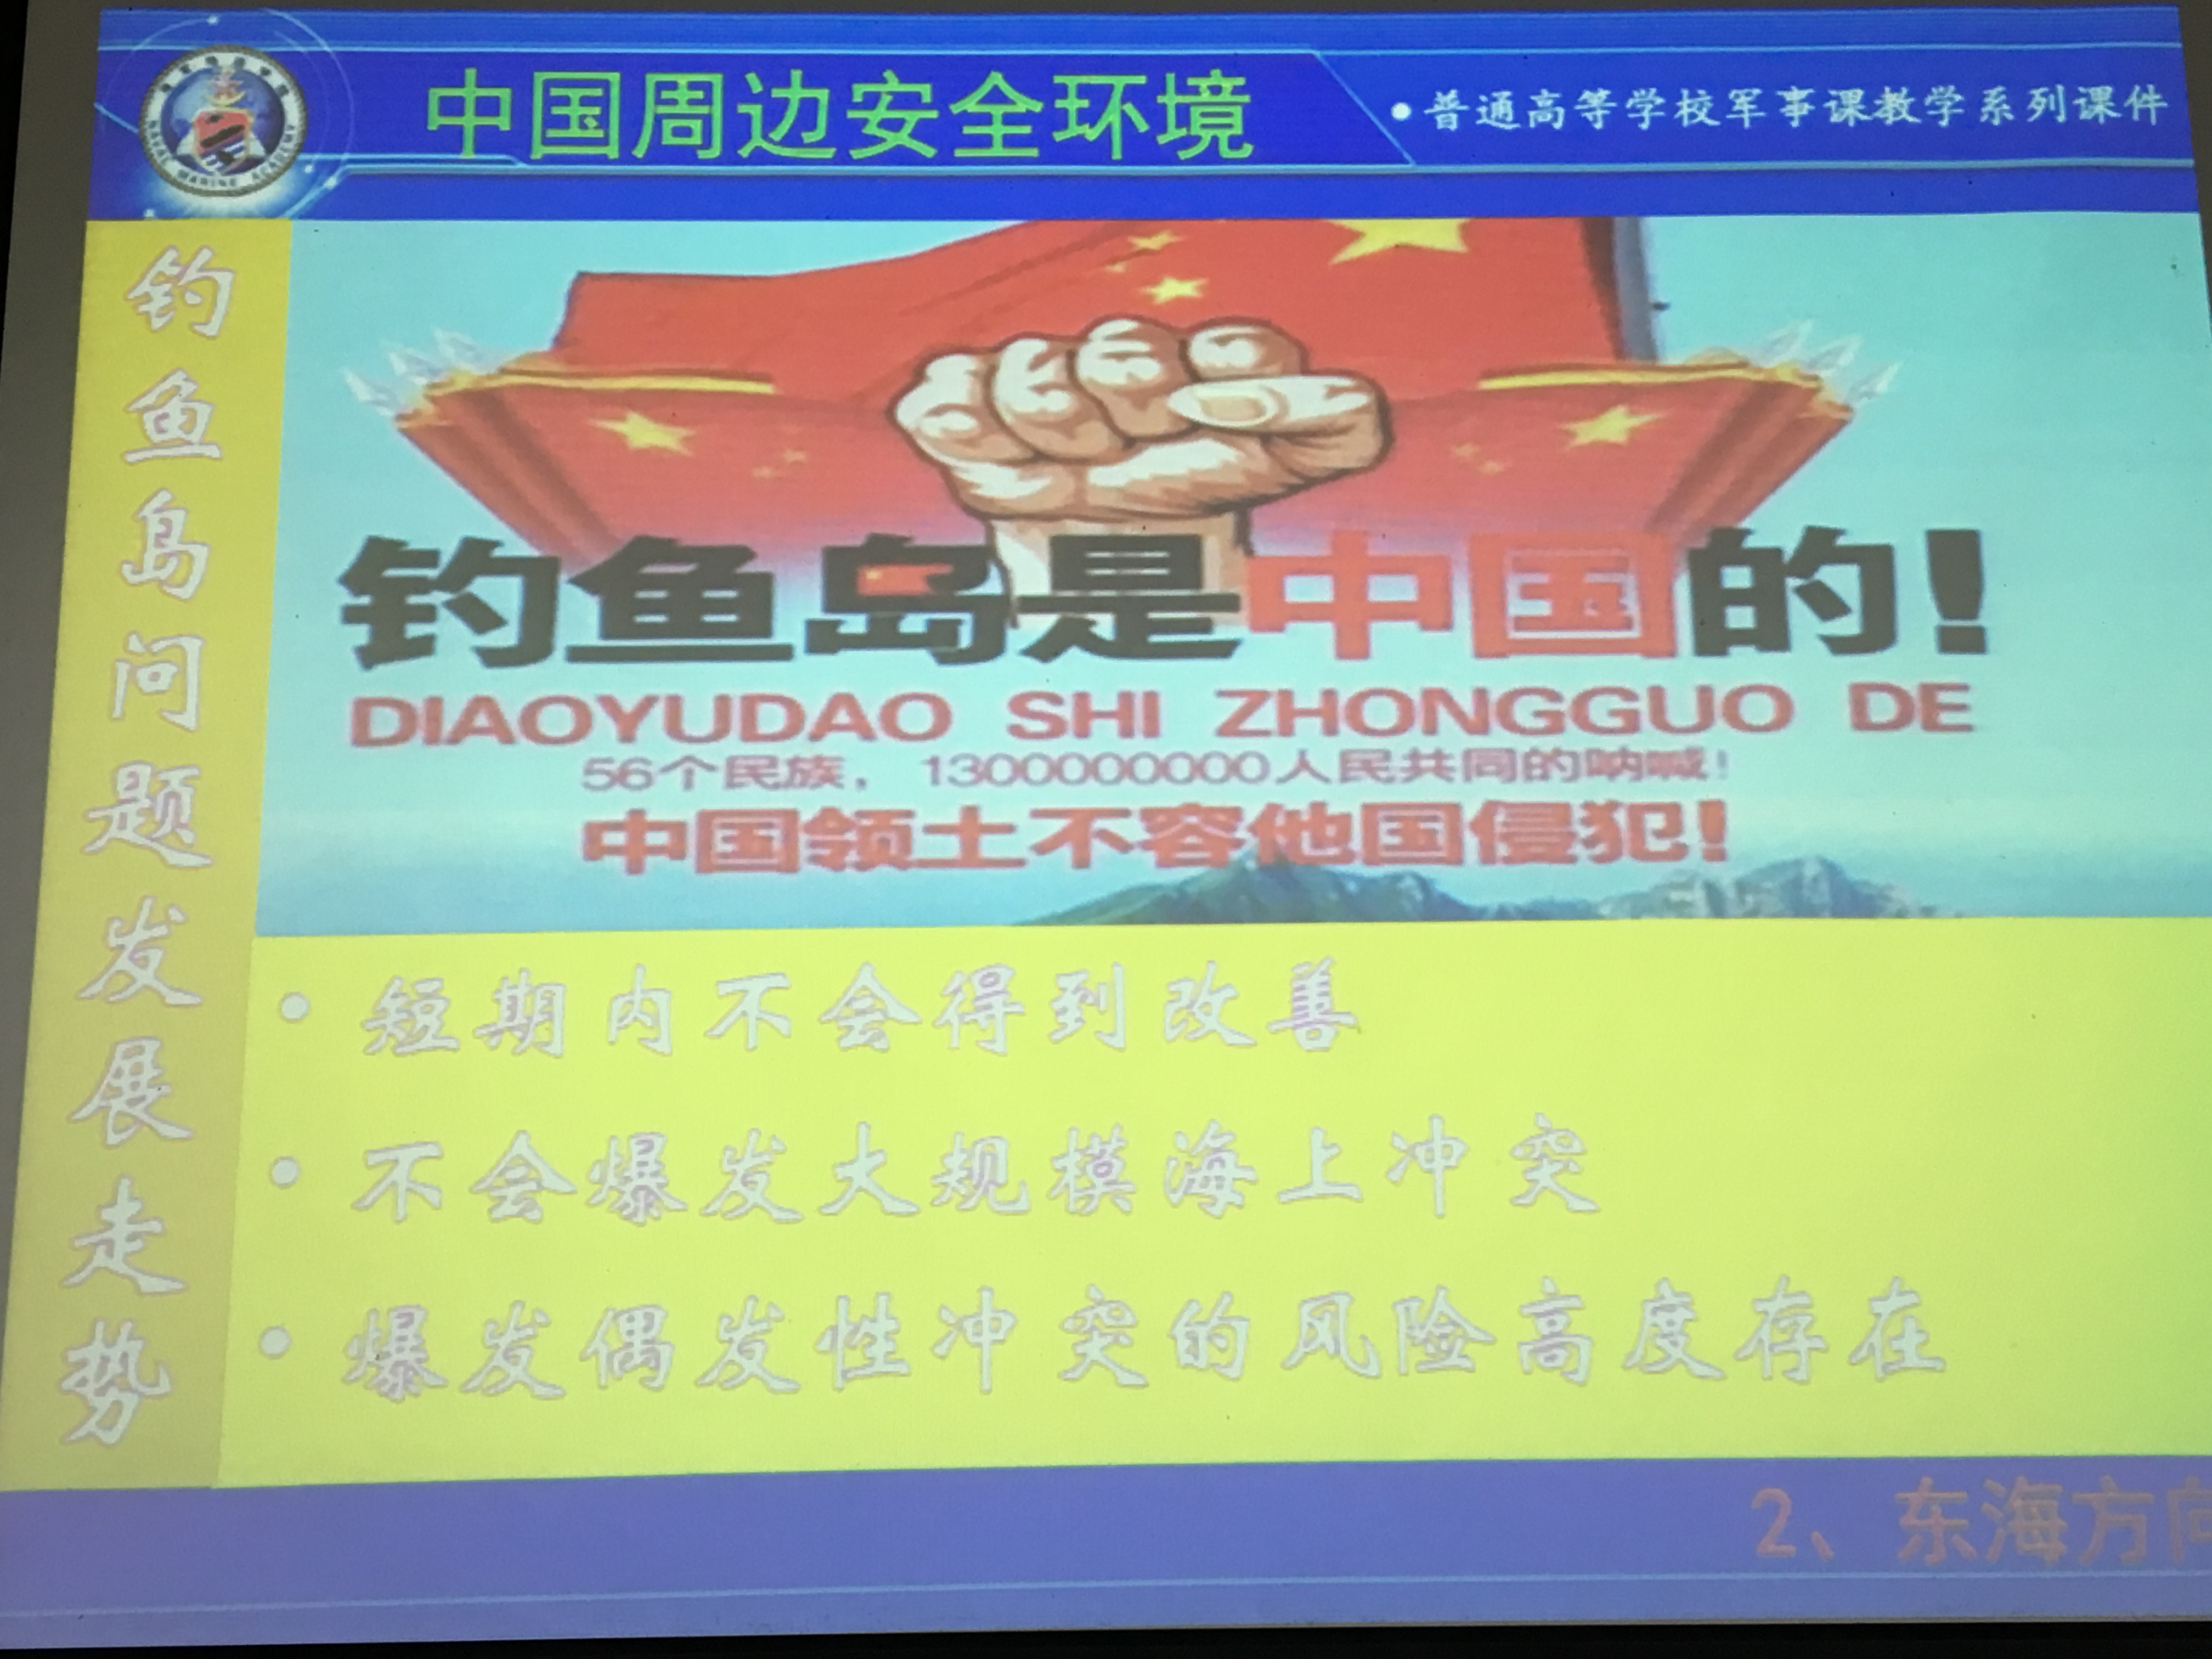 中国周边安全环境
•普通高等学校军事课教学系列课件
MARINE ACADEMY
钓鱼岛问题发展走势
钓鱼岛是中国的!
DIAOYUDAO SHI ZHONGGUO DE
56个民族，1300000000人民共同的呐喊!
中国领土不容他国侵犯!
• 短期内不会得到改善
• 不会爆发大规模海上冲突
• 爆发偶发性冲突的风险高度存在
2、东海方向